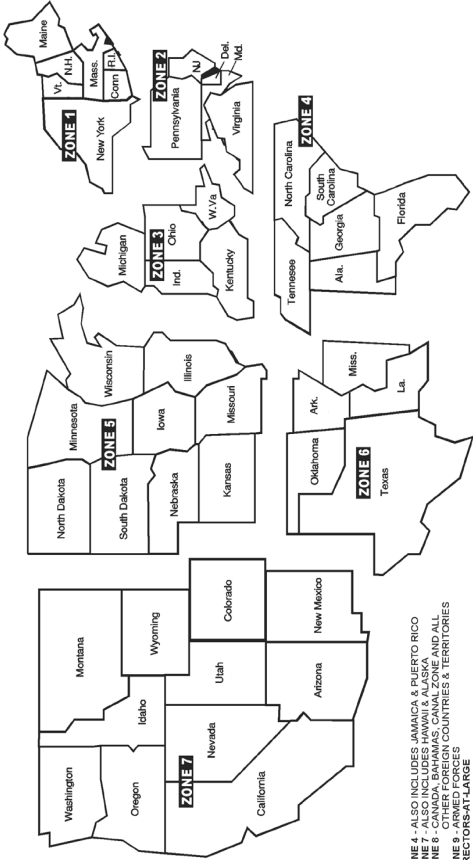 Maine
N.H.
Vt.
Mass.
R.I.
Conn
New York
ZONE 1
ZONE 2
Pennsylvania
NJ
Del.
Md.
Virginia
ZONE 3
Michigan
Ohio
Ind.
W.Va
Kentucky
ZONE 4
North Carolina
South
Carolina
Tennesee
Georgia
Ala.
Florida
ZONE 5
Wisconsin
Minnesota
Illinois
Iowa
Missouri
North Dakota
South Dakota
Nebraska
Kansas
ZONE 6
Miss.
Ark.
La.
Oklahoma
Texas
ZONE 7
Montana
Wyoming
Colorado
New Mexico
Idaho
Utah
Arizona
Washington
Oregon
Nevada
California
NE 4 - ALSO INCLUDES JAMAICA & PUERTO RICO
NE 7 - ALSO INCLUDES HAWAII & ALASKA
NE 8 - CANADA, BAHAMAS, CANAL ZONE AND ALL
OTHER FOREIGN COUNTRIES & TERRITORIES
NE 9 - ARMED FORCES
RECTORS-AT-LARGE